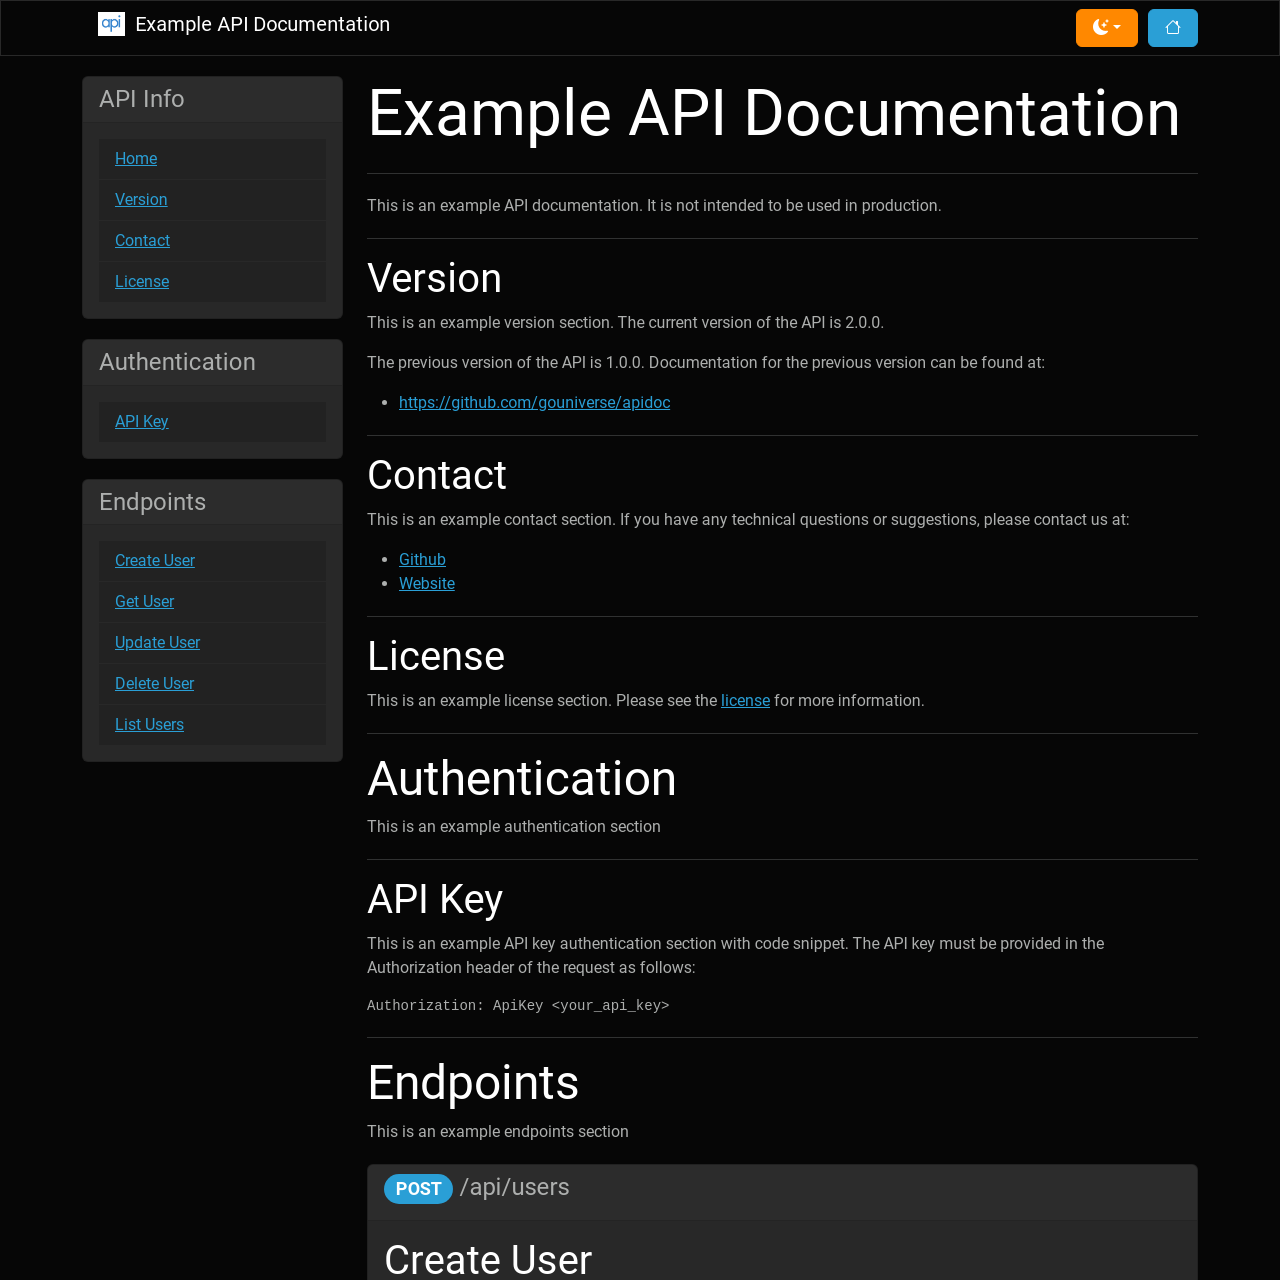 api Example API Documentation
API Info
Home
Version
Contact
License
Authentication
API Key
Endpoints
Create User
Get User
Update User
Delete User
List Users
Example API Documentation
This is an example API documentation. It is not intended to be used in production.
Version
This is an example version section. The current version of the API is 2.0.0.
The previous version of the API is 1.0.0. Documentation for the previous version can be found at:
https://github.com/gouniverse/apidoc
Contact
This is an example contact section. If you have any technical questions or suggestions, please contact us at:
Github
Website
License
This is an example license section. Please see the license for more information.
Authentication
This is an example authentication section
API Key
This is an example API key authentication section with code snippet. The API key must be provided in the
Authorization header of the request as follows:
Authorization: ApiKey <your_api_key>
Endpoints
This is an example endpoints section
POST /api/users
Create User